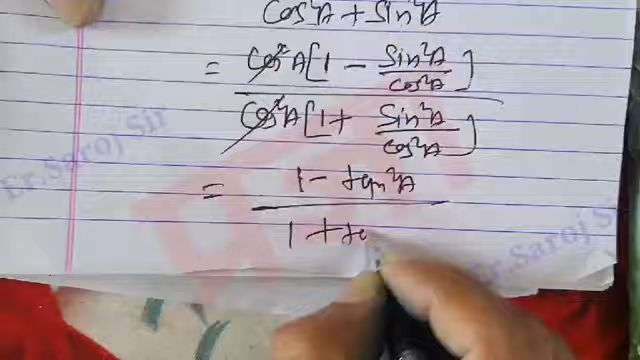 cos²A + sin²A
= cos²A[1 - sin²A/cos²A]
cos²A[1 + sin²A/cos²A]
= 1 - tan²A
1 + ta
Er.Saroj Sir
Er.Saroj Sir